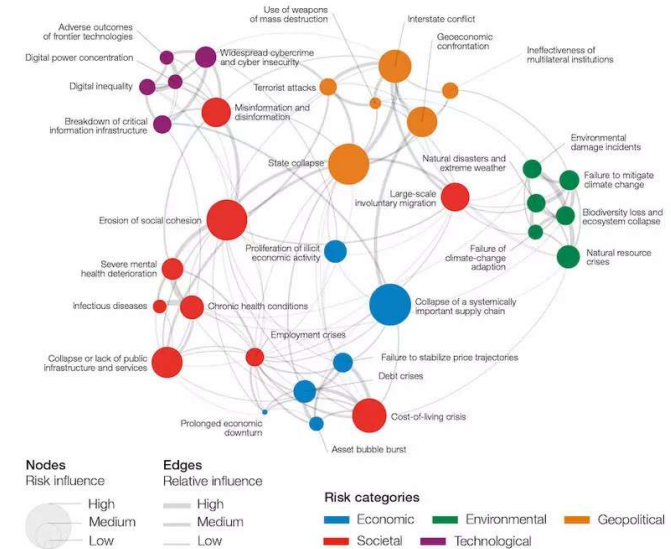 Use of weapons
of mass destruction
Interstate conflict
Adverse outcomes
of frontier technologies
Geoeconomic
confrontation
Ineffectiveness of
multilateral institutions
Digital power concentration
Widespread cybercrime
and cyber insecurity
Digital inequality
Terrorist attacks
Misinformation and
disinformation
Breakdown of critical
information infrastructure
Environmental
damage incidents
State collapse
Natural disasters and
extreme weather
Failure to mitigate
climate change
Large-scale
involuntary migration
Biodiversity loss and
ecosystem collapse
Erosion of social cohesion
Proliferation of illicit
economic activity
Failure of
climate-change
adaption
Natural resource
crises
Severe mental
health deterioration
Infectious diseases
Chronic health conditions
Collapse of a systemically
important supply chain
Employment crises
Collapse or lack of public
infrastructure and services
Failure to stabilize price trajectories
Debt crises
Prolonged economic
downturn
Cost-of-living crisis
Asset bubble burst
Nodes
Risk influence
High
Medium
Low
Edges
Relative influence
High
Medium
Low
Risk categories
Economic
Environmental
Geopolitical
Societal
Technological